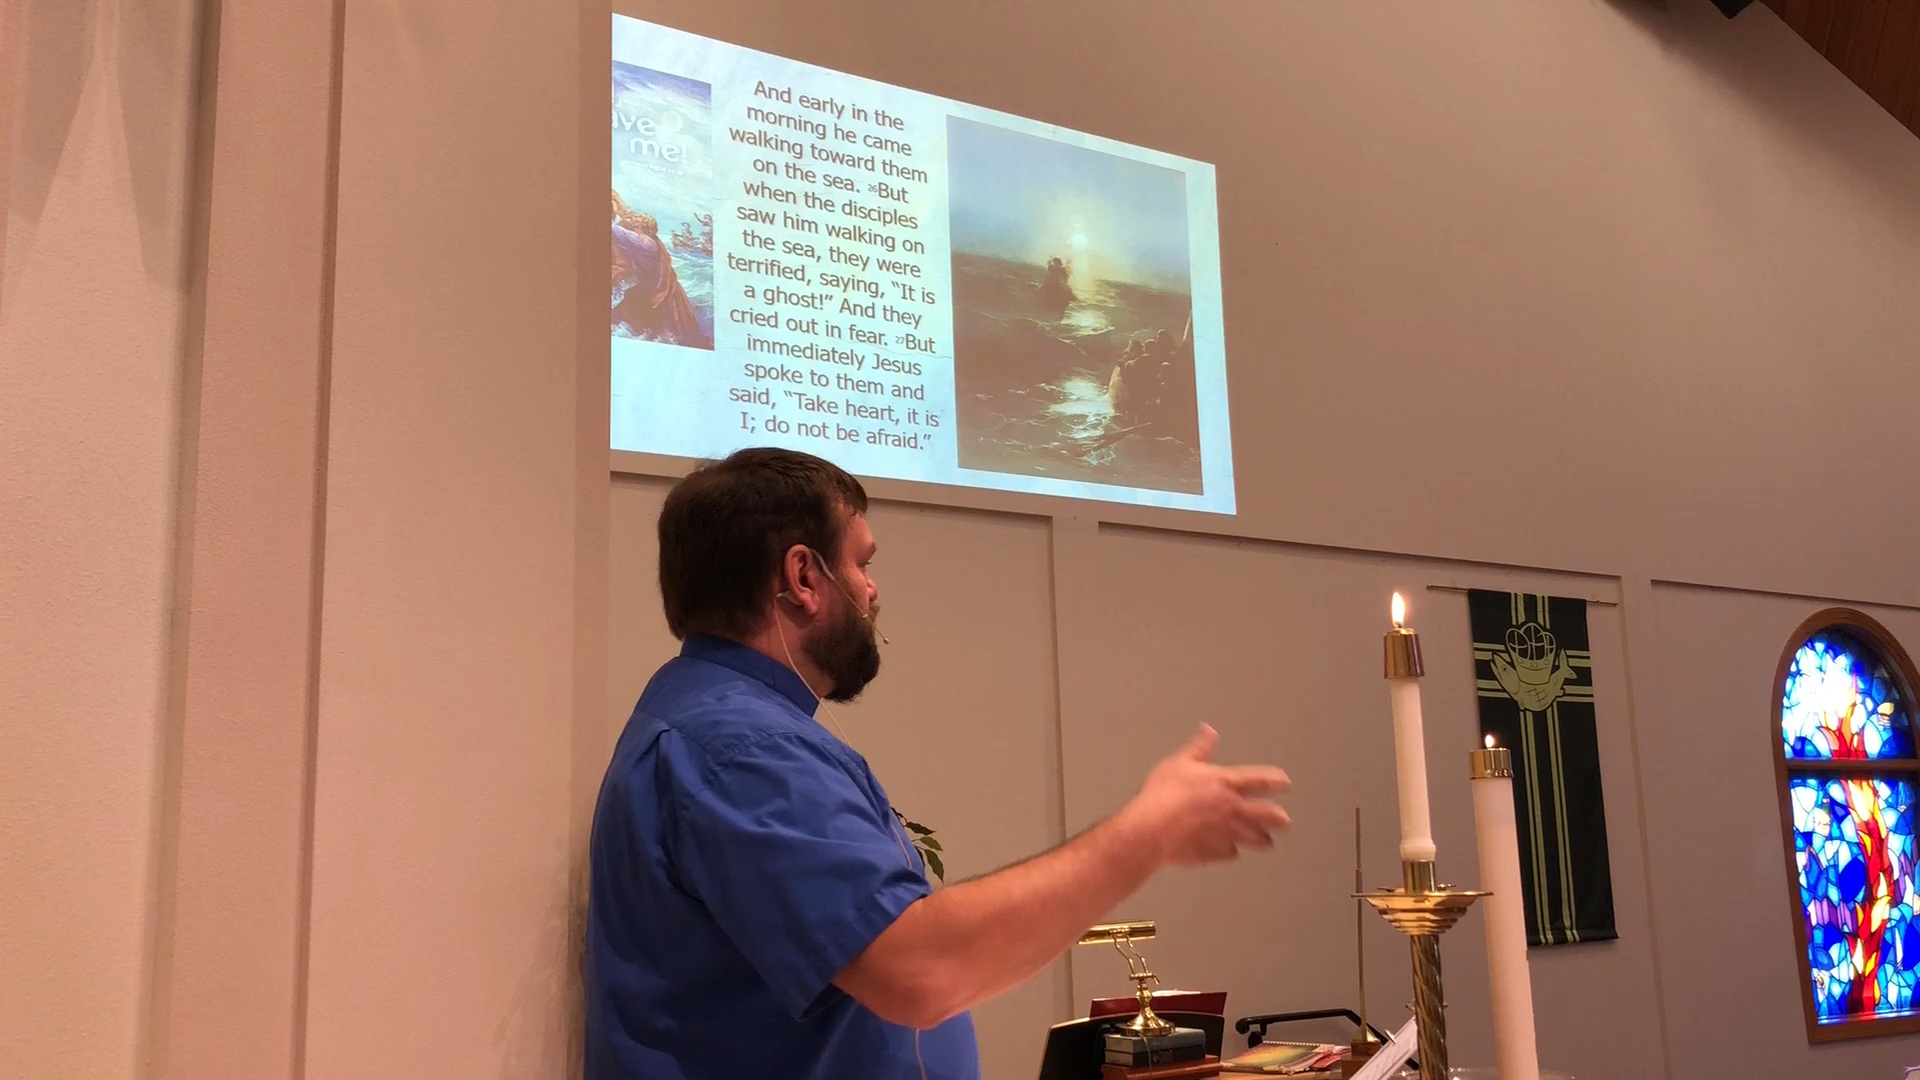 ave
me!
And early in the
morning he came
walking toward them
on the sea. 26But
when the disciples
saw him walking on
the sea, they were
terrified, saying, “It is
a ghost!” And they
cried out in fear. 27But
immediately Jesus
spoke to them and
said, “Take heart, it is
I; do not be afraid.”